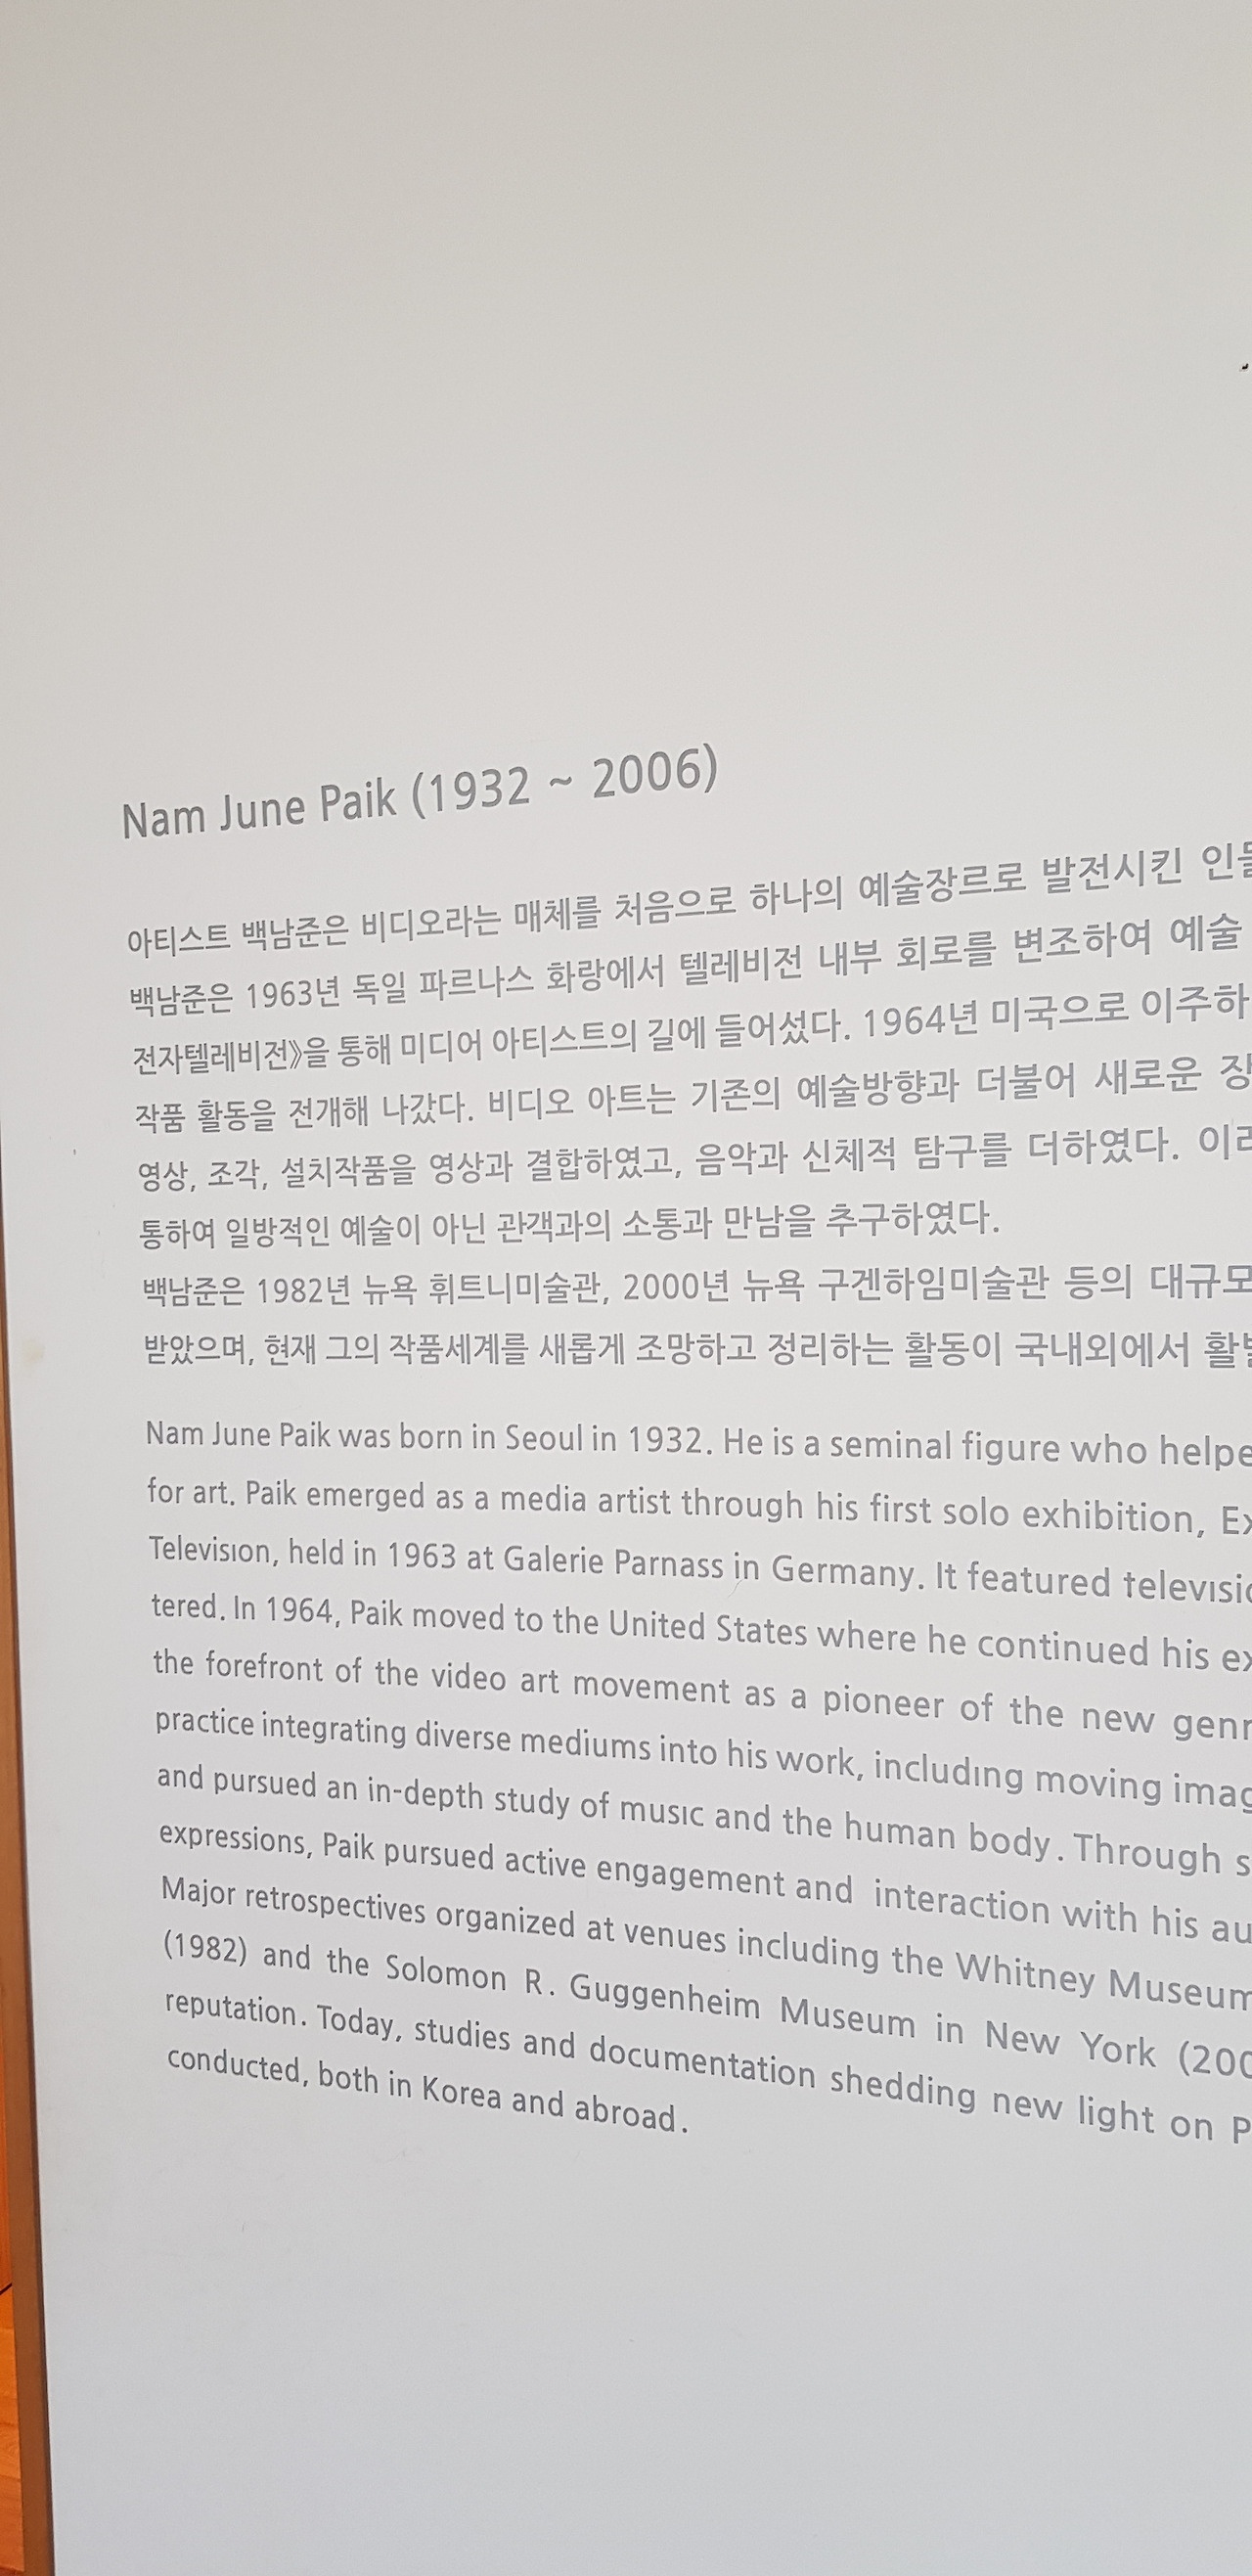 Nam June Paik (1932 ~ 2006)
아티스트 백남준은 비디오라는 매체를 처음으로 하나의 예술장르로 발전시킨
백남준은 1963년 독일 파르나스 화랑에서 텔레비전 내부 회로를 변조하여 예술
전자텔레비전》을 통해 미디어 아티스트의 길에 들어섰다. 1964년 미국으로 이주하
작품 활동을 전개해 나갔다. 비디오 아트는 기존의 예술방향과 더불어 새로운 장
영상, 조각, 설치작품을 영상과 결합하였고, 음악과 신체적 탐구를 더하였다.
통하여 일방적인 예술이 아닌 관객과의 소통과 만남을 추구하였다.
백남준은 1982년 뉴욕 휘트니미술관, 2000년 뉴욕 구겐하임미술관 등의 대규모
받았으며, 현재 그의 작품세계를 새롭게 조망하고 정리하는 활동이 국내외에서
Nam June Paik was born in Seoul in 1932. He is a seminal figure who helpe
for art. Paik emerged as a media artist through his first solo exhibition, Ex
Television, held in 1963 at Galerie Parnass in Germany. It featured televisio
tered. In 1964, Paik moved to the United States where he continued his ex
the forefront of the video art movement as a pioneer of the new genr
practice integrating diverse mediums into his work, including moving imag
and pursued an in-depth study of music and the human body. Through s
expressions, Paik pursued active engagement and interaction with his au
Major retrospectives organized at venues including the Whitney Museum
(1982) and the Solomon R. Guggenheim Museum in New York (200
reputation. Today, studies and documentation shedding new light on P
conducted, both in Korea and abroad.